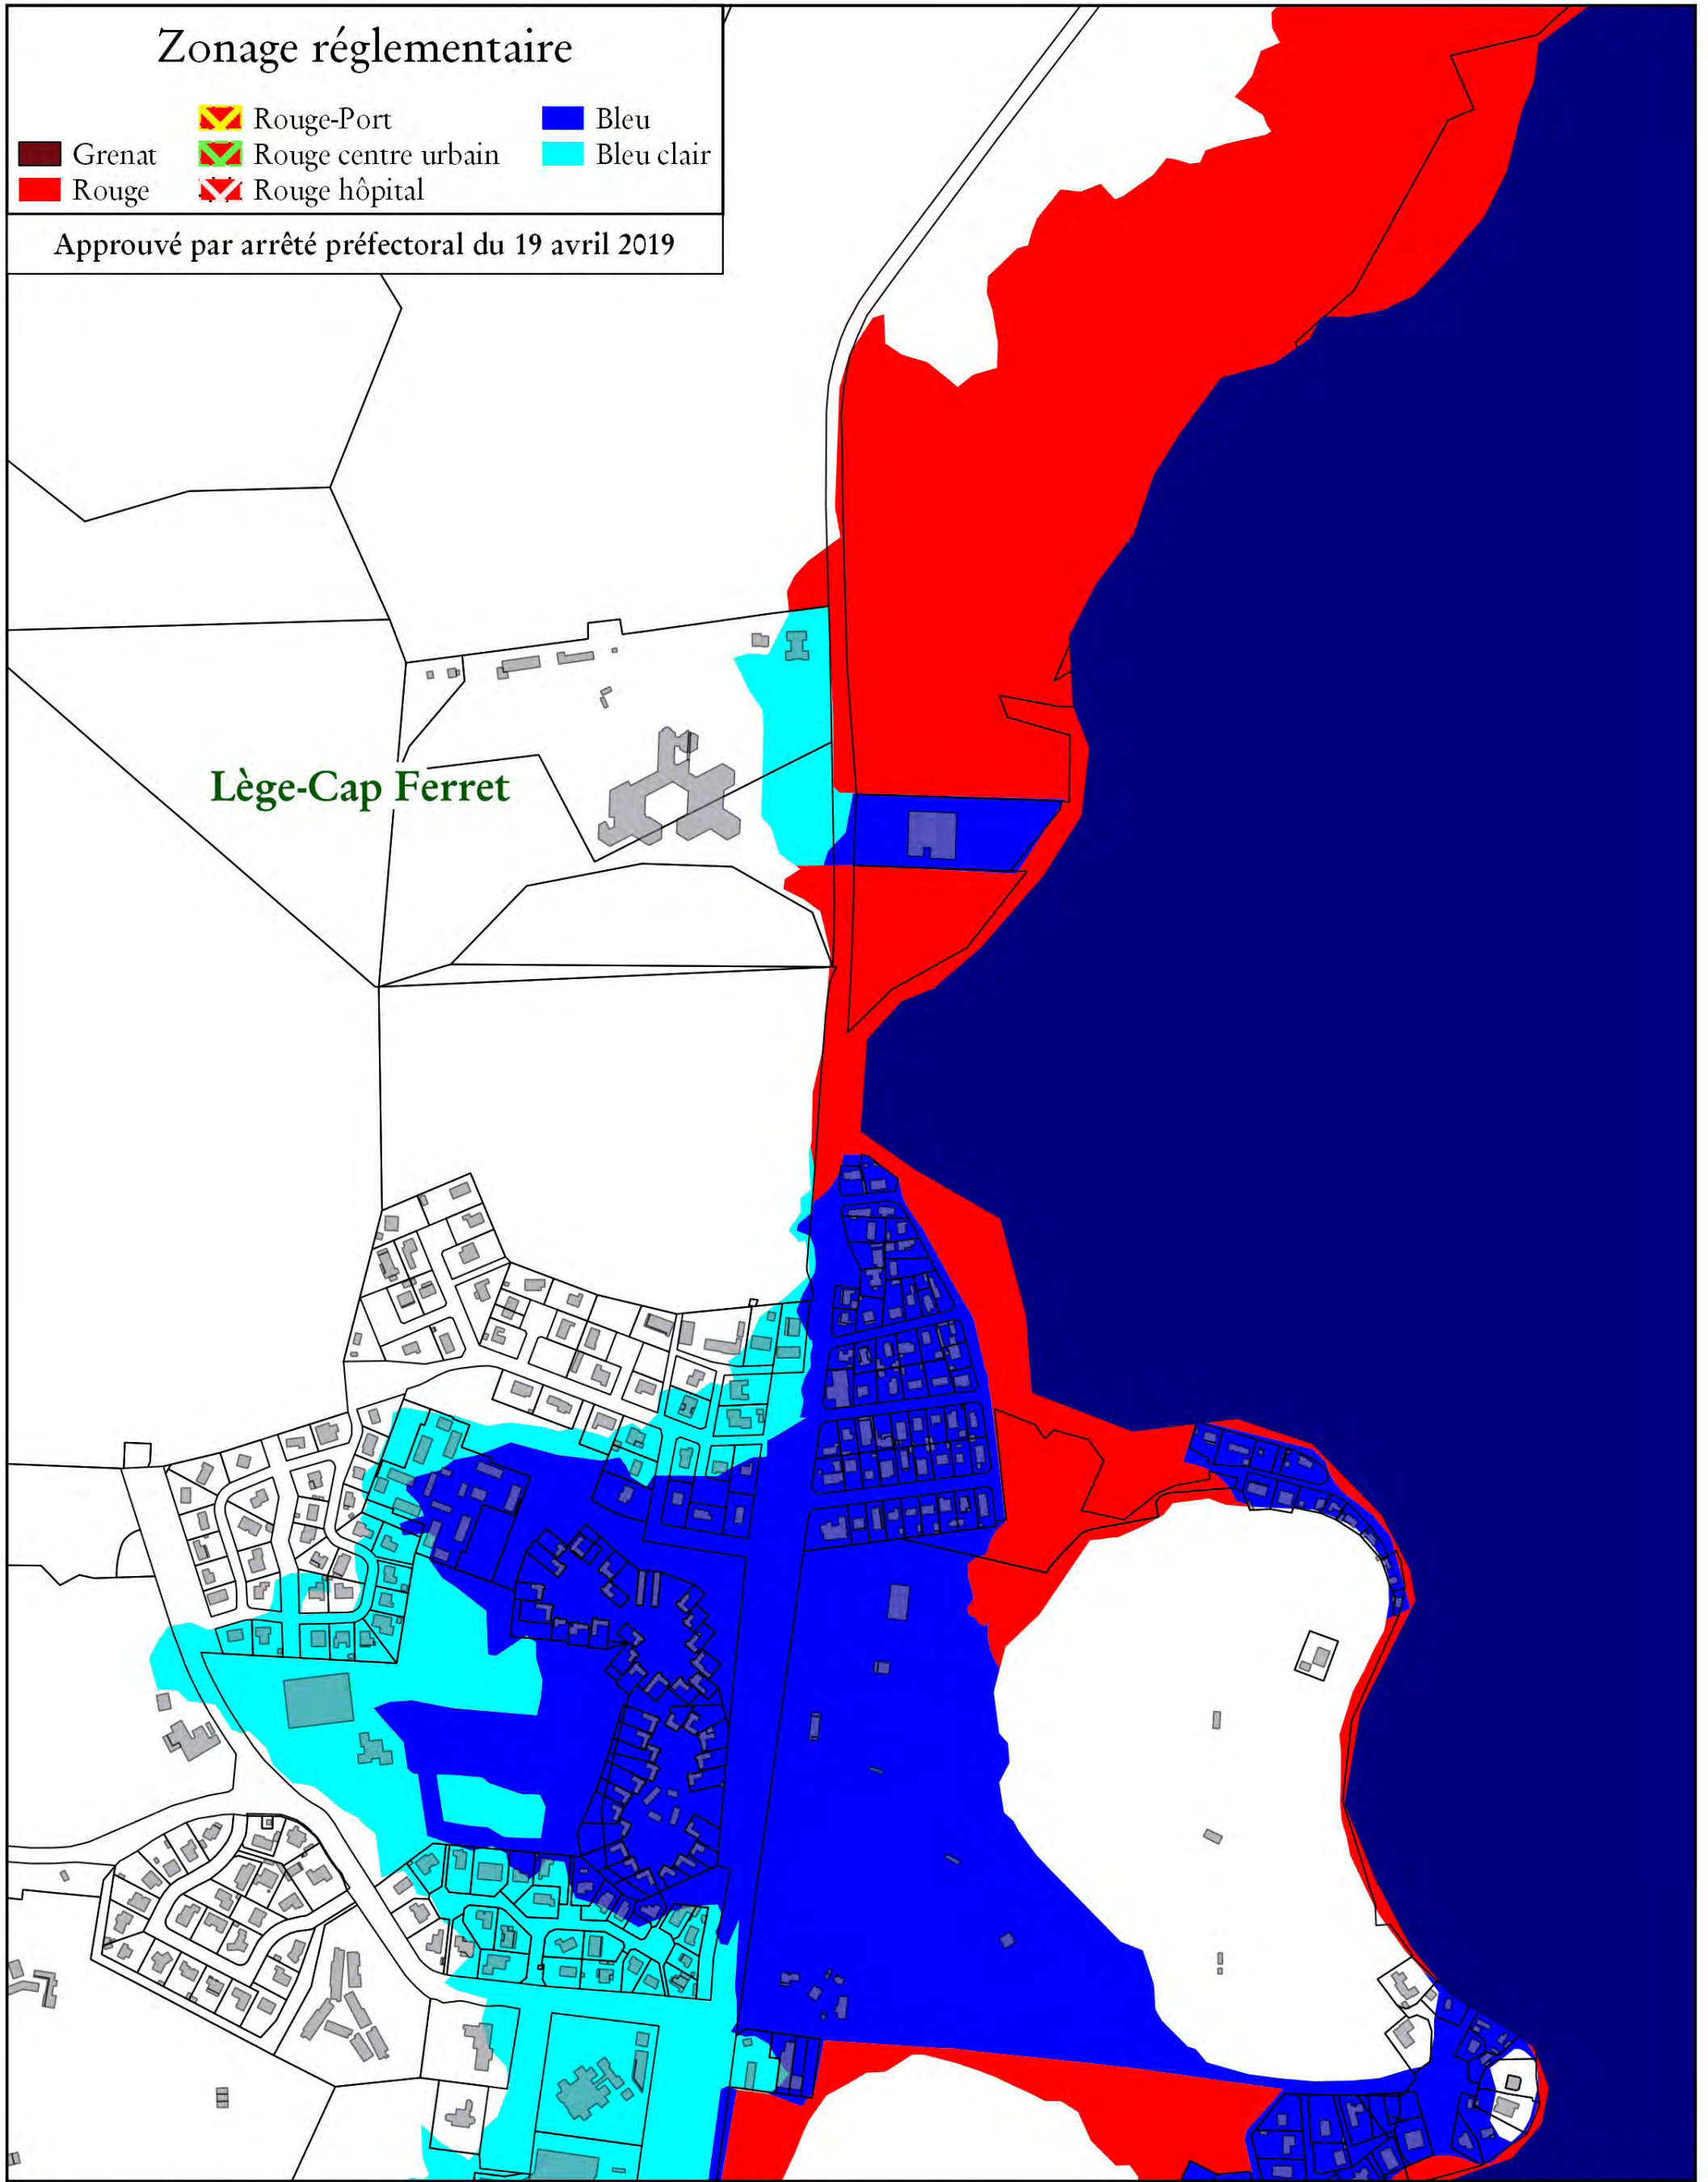 Zonage réglementaire
Rouge-Port
Bleu
Grenat
Rouge centre urbain
Bleu clair
Rouge
Rouge hôpital
Approuvé par arrêté préfectoral du 19 avril 2019
Lège-Cap Ferret